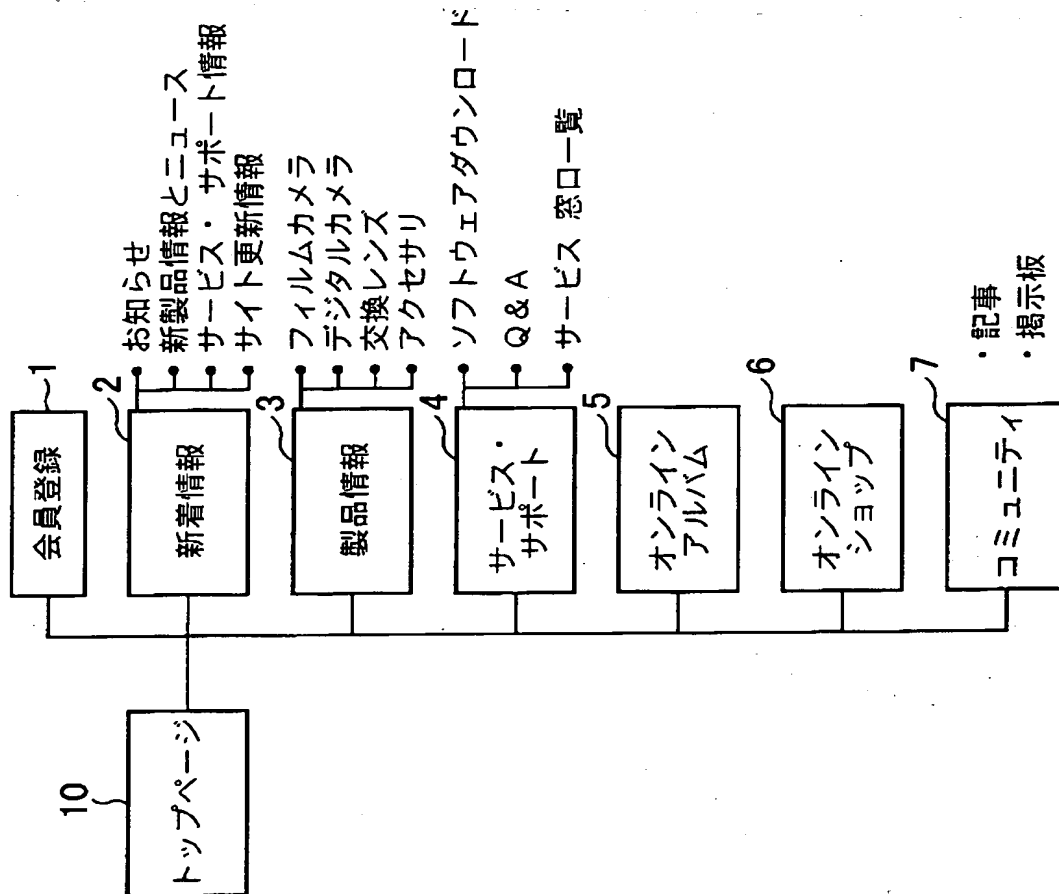 10
トップページ
1
会員登録
2
新着情報
お知らせ
新製品情報とニュース
サービス・サポート情報
サイト更新情報
3
製品情報
フィルムカメラ
デジタルカメラ
交換レンズ
アクセサリ
4
サービス・
サポート
ソフトウェアダウンロード
Q&A
サービス 窓口一覧
5
オンライン
アルバム
6
オンライン
ショップ
7
コミュニティ
・記事
・掲示板